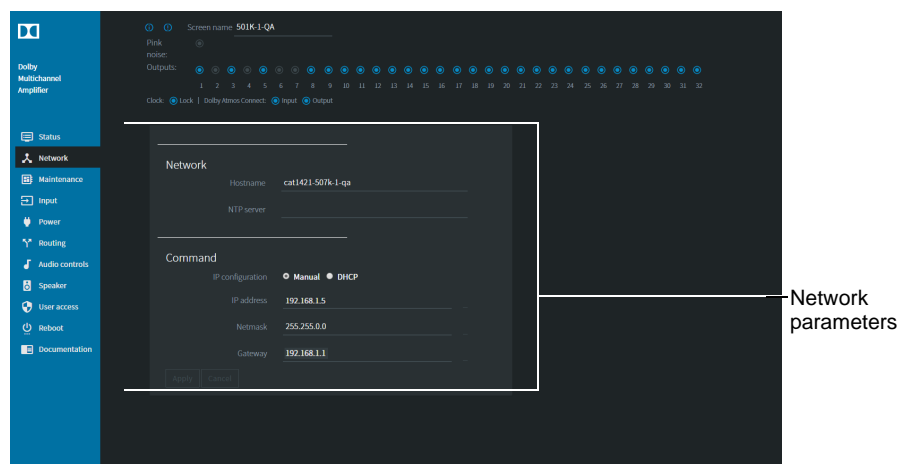 Screen name 501K-1-QA
Pink
noise:
Outputs:
1 2 3 4 5 6 7 8 9 10 11 12 13 14 15 16 17 18 19 20 21 22 23 24 25 26 27 28 29 30 31 32
Clock: Lock | Dolby Atmos Connect: Input Output
Dolby
Multichannel
Amplifier
Status
Network
Maintenance
Input
Power
Routing
Audio controls
Speaker
User access
Reboot
Documentation
Network
Hostname cat1421-507k-1-qa
NTP server
Command
IP configuration Manual DHCP
IP address 192.168.1.5
Netmask 255.255.0.0
Gateway 192.168.1.1
Apply Cancel
Network
parameters